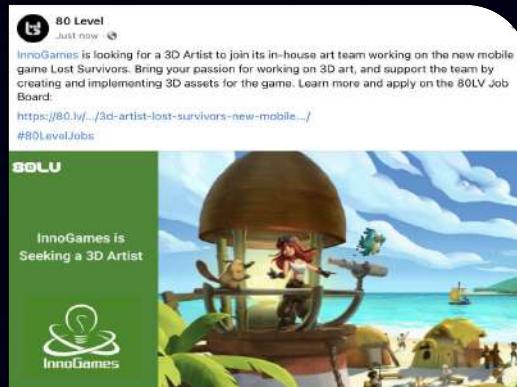 80 Level
Just now ·
InnoGames is looking for a 3D Artist to join its in-house art team working on the new mobile
game Lost Survivors. Bring your passion for working on 3D art, and support the team by
creating and implementing 3D assets for the game. Learn more and apply on the 80LV Job
Board:
https://80.lv/.../3d-artist-lost-survivors-new-mobile.../
#80LevelJobs
80LV
InnoGames is
Seeking a 3D Artist
InnoGames